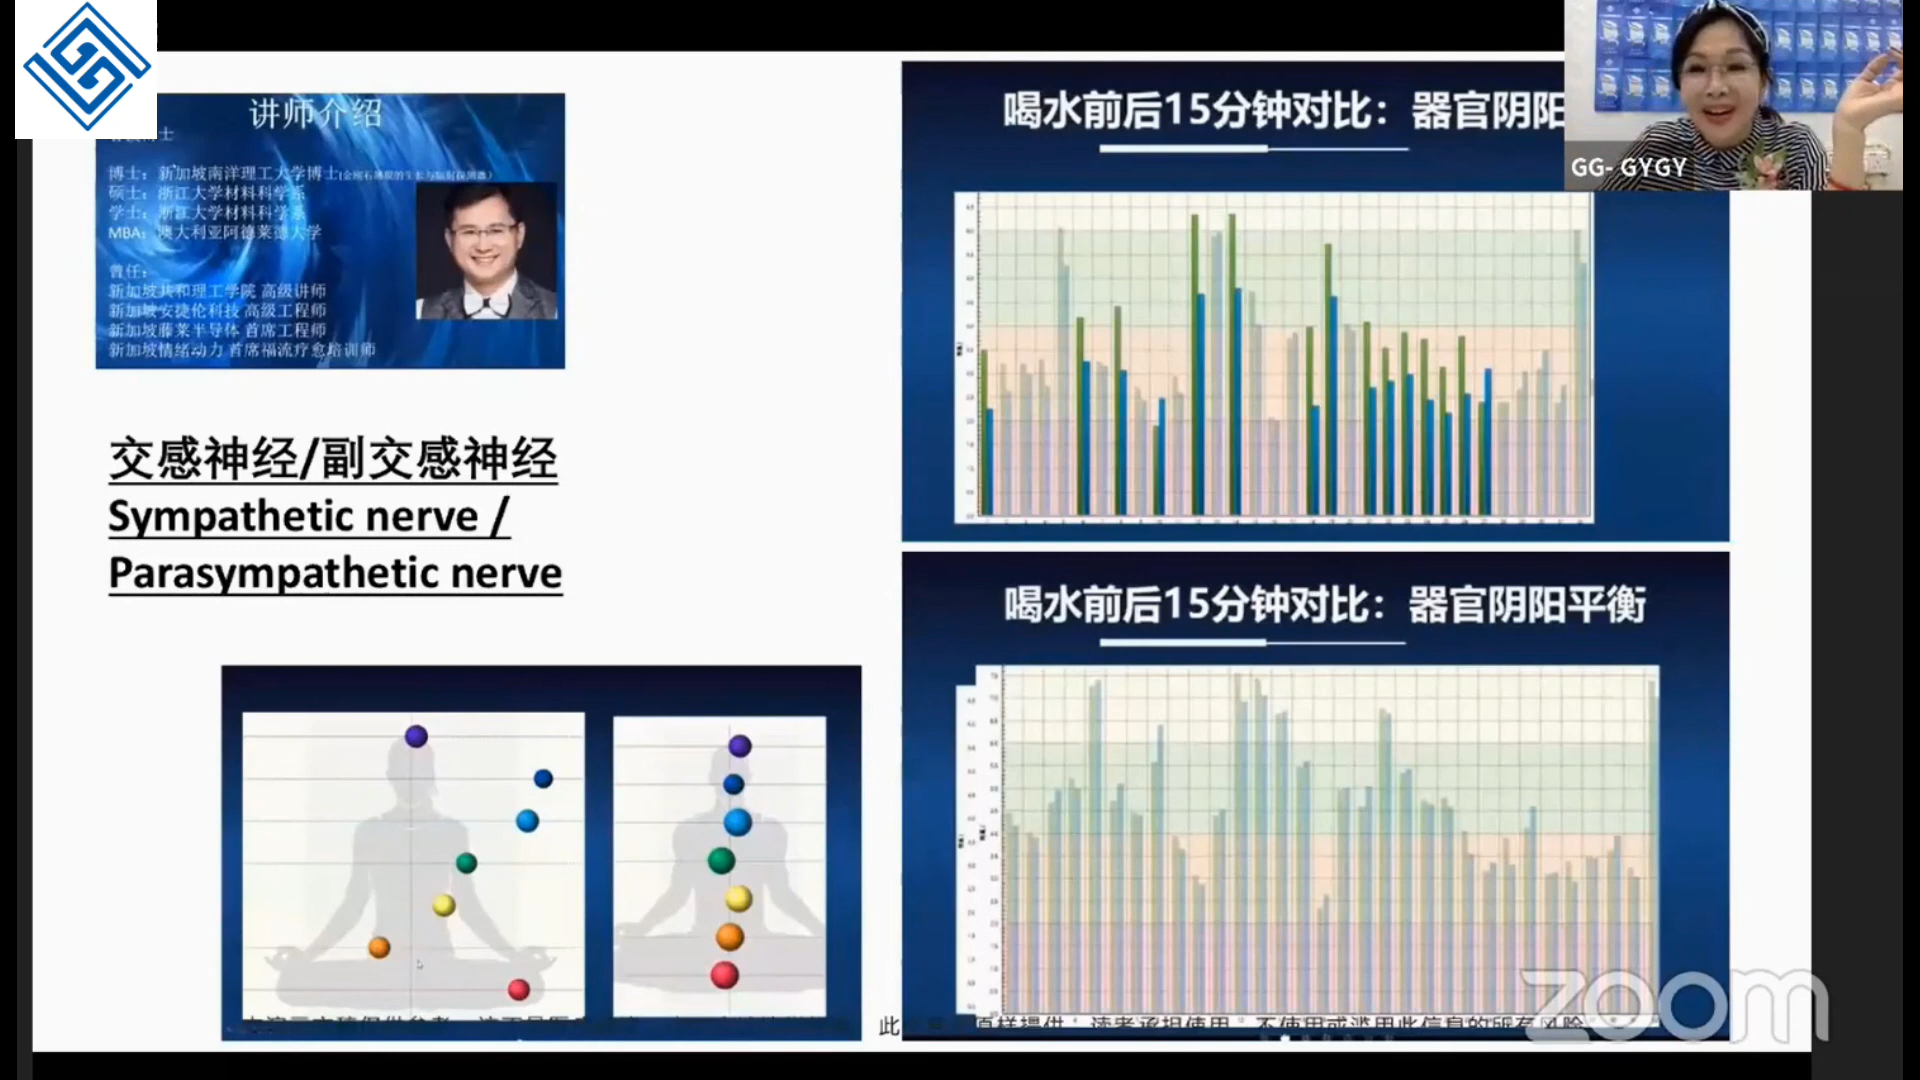 讲师介绍
博士：新加坡南洋理工大学博士
硕士：浙江大学材料科学系
学士：浙江大学材料科学系
MBA：澳大利亚阿德莱德大学
曾任：
新加坡共和理工学院 高级讲师
新加坡安捷伦科技 高级工程师
新加坡藤莱半导体 首席工程师
新加坡情绪动力 首席福流疗愈培训师
交感神经/副交感神经
Sympathetic nerve /
Parasympathetic nerve
喝水前后15分钟对比：器官阴阳
GG- GYGY
喝水前后15分钟对比：器官阴阳平衡
zoom